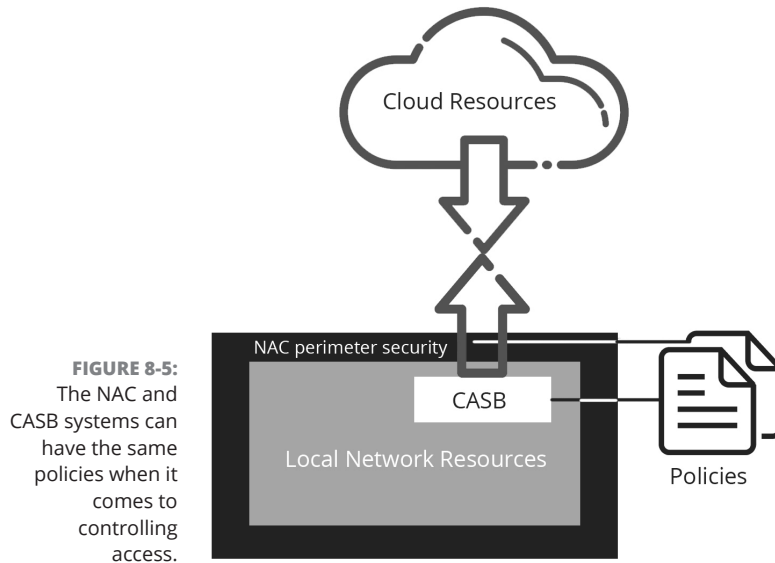 Cloud Resources
NAC perimeter security
CASB
Local Network Resources
Policies
FIGURE 8-5:
The NAC and
CASB systems can
have the same
policies when it
comes to
controlling
access.